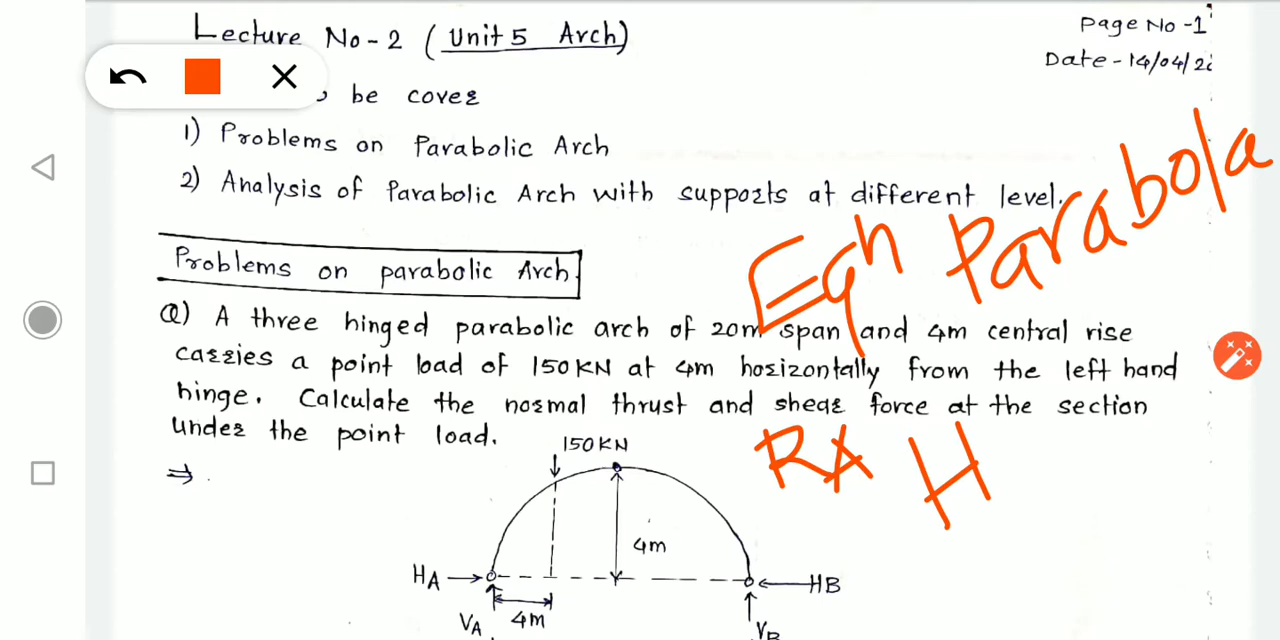 Lecture No - 2 (Unit 5 Arch)
Page No - 1
Date - 14/04/2
be cover
1) Problems on Parabolic Arch
2) Analysis of Parabolic Arch with supports at different level.
Eqn Parabola
Problems on parabolic Arch
Q) A three hinged parabolic arch of 20m span and 4m central rise
carries a point load of 150KN at 4m horizontally from the left hand
hinge. Calculate the normal thrust and shear force at the section
under the point load.
RA H
⇒
150KN
4m
HA
HB
VA
4m
VB